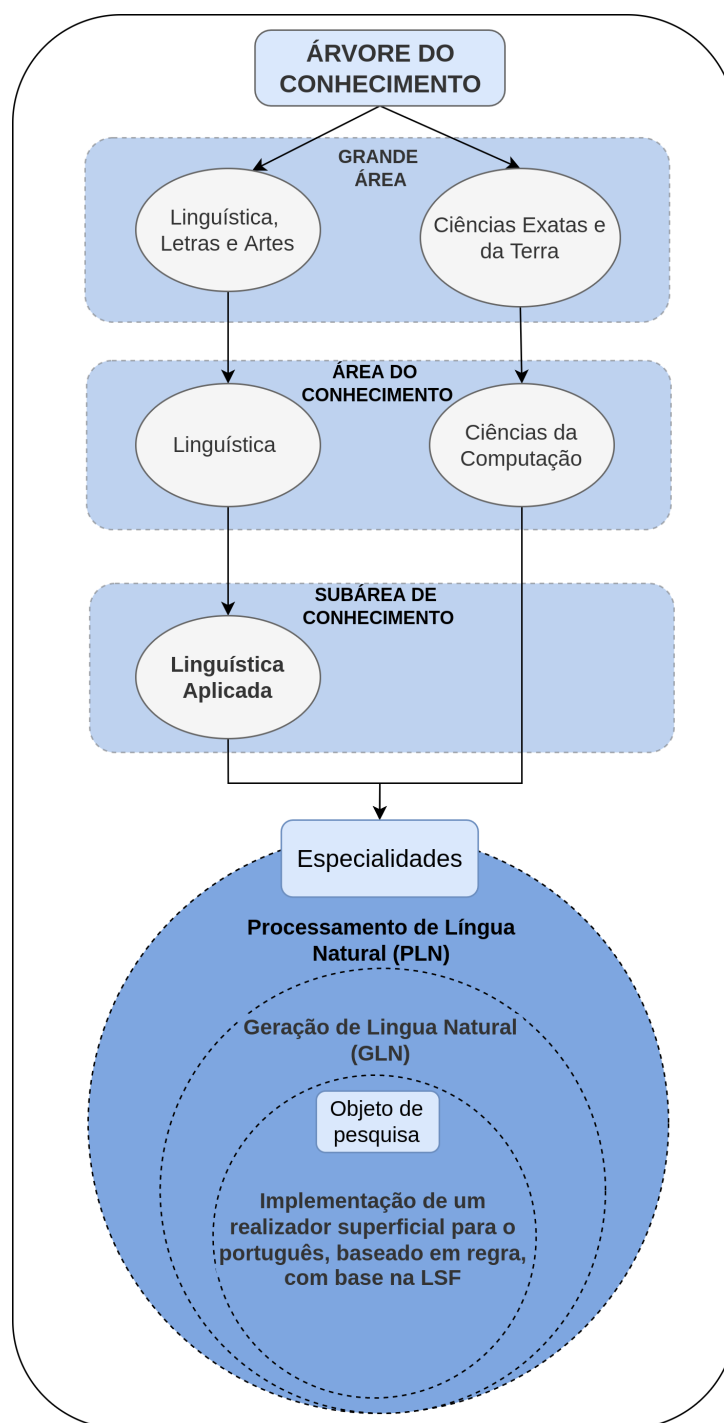 ÁRVORE DO
CONHECIMENTO
GRANDE
ÁREA
Linguística,
Letras e Artes
Ciências Exatas e
da Terra
ÁREA DO
CONHECIMENTO
Linguística
Ciências da
Computação
SUBÁREA DE
CONHECIMENTO
Linguística
Aplicada
Especialidades
Processamento de Língua
Natural (PLN)
Geração de Lingua Natural
(GLN)
Objeto de
pesquisa
Implementação de um
realizador superficial para o
português, baseado em regra,
com base na LSF